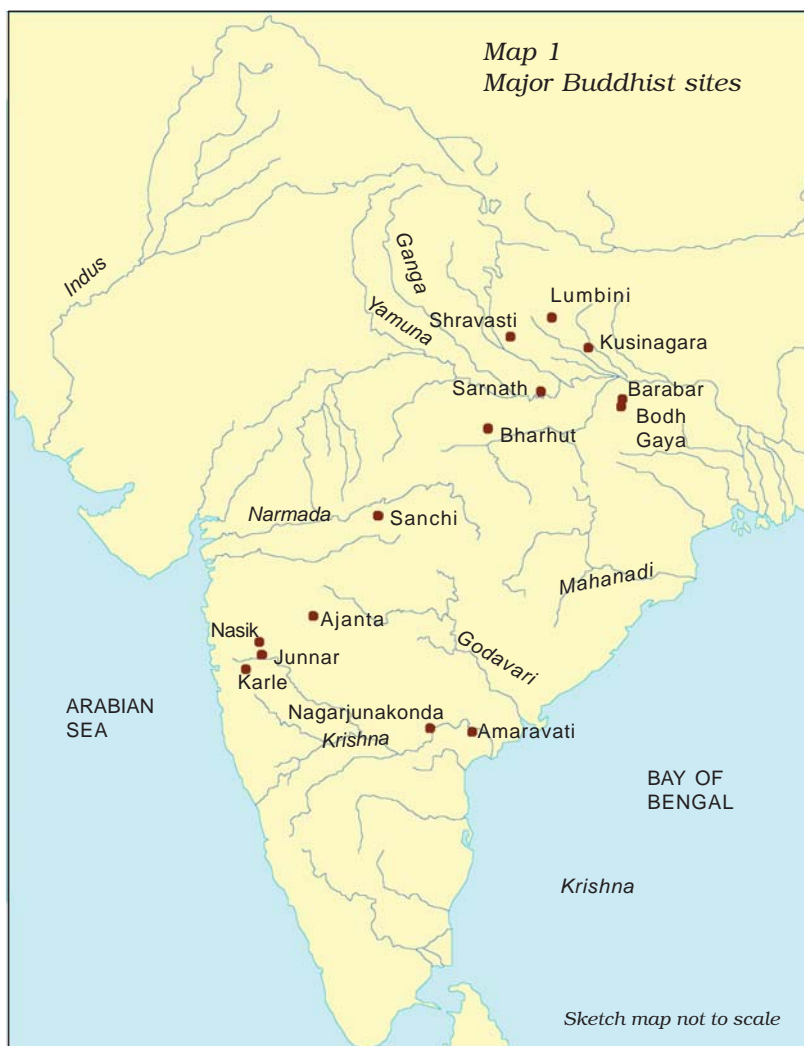 Map 1
Major Buddhist sites
Indus
Ganga
Yamuna
Lumbini
Shravasti
Kusinagara
Sarnath
Barabar
Bodh
Gaya
Bharhut
Narmada
Sanchi
Mahanadi
Ajanta
Nasik
Junnar
Karle
Godavari
ARABIAN
SEA
Nagarjunakonda
Krishna
Amaravati
BAY OF
BENGAL
Krishna
Sketch map not to scale